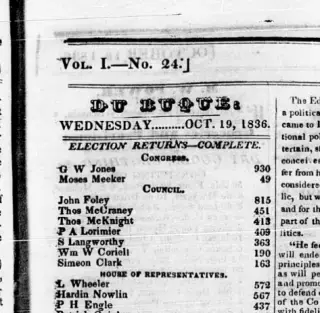 Vol. I.—No. 24.]
DU BUQUE:
WEDNESDAY..........OCT. 19, 1836.
ELECTION RETURNS—COMPLETE.
Congress.
G W Jones 930
Moses Meeker 49
Council.
John Foley 815
Thos McCraney 451
Thos McKnight 413
P A Lorimier 409
S Langworthy 363
Wm W Coriell 190
Simeon Clark 163
HOUSE OF REPRESENTATIVES.
L Wheeler 572
Hardin Nowlin 567
P H Engle 437
The Ed
a politica
came to I
tional pol
tertain, s
conceive
fer from h
considere
lic, but w
and for th
part of th
litics.
"He fe
will ende
principles
as will pe
and promo
to defend
of the Co
with fideli